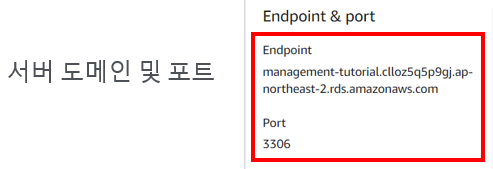 서버 도메인 및 포트
Endpoint & port
Endpoint
management-tutorial.clloz5q5p9gj.ap-
northeast-2.rds.amazonaws.com
Port
3306